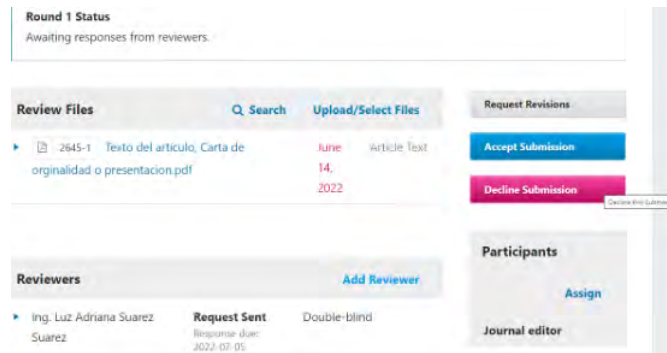 Round 1 Status
Awaiting responses from reviewers.
Review Files
Search
Upload/Select Files
2645-1 Texto del artículo, Carta de
orginalidad o presentacion.pdf
June
14,
2022
Article Text
Reviewers
Add Reviewer
Ing. Luz Adriana Suarez
Suarez
Request Sent
Response due:
2022-07-05
Double-blind
Request Revisions
Accept Submission
Decline Submission
Participants
Assign
Journal editor